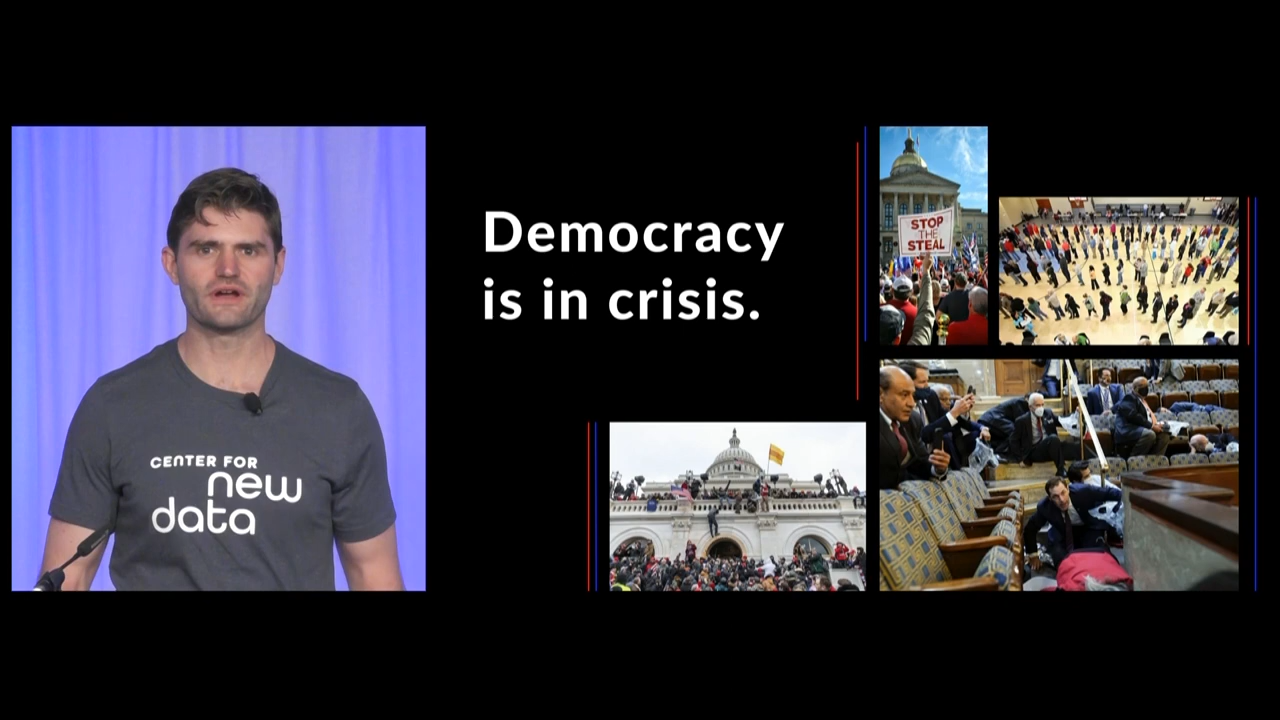 CENTER FOR
new
data
Democracy
is in crisis.
STOP
THE
STEAL